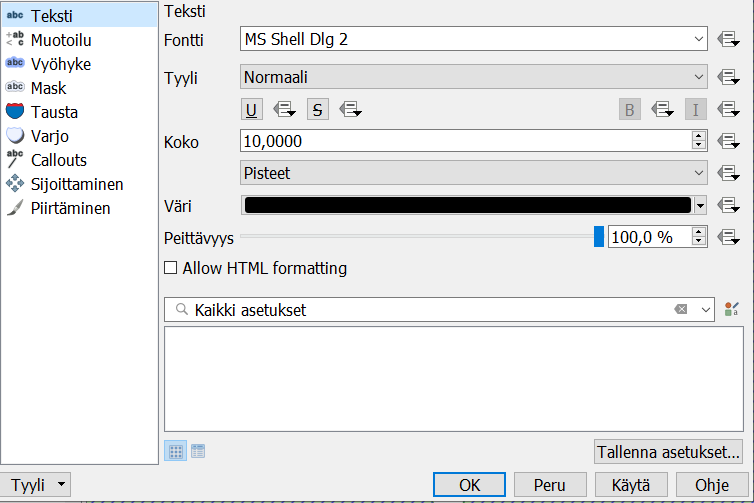 Teksti
Muotoilu
Vyöhyke
Mask
Tausta
Varjo
Callouts
Sijoittaminen
Piirtäminen
Teksti
Fontti MS Shell Dlg 2
Tyyli Normaali
U S B I
Koko 10,0000
Pisteet
Väri
Peittävyys 100,0 %
Allow HTML formatting
Kaikki asetukset
Tallenna asetukset...
Tyyli OK Peru Käytä Ohje